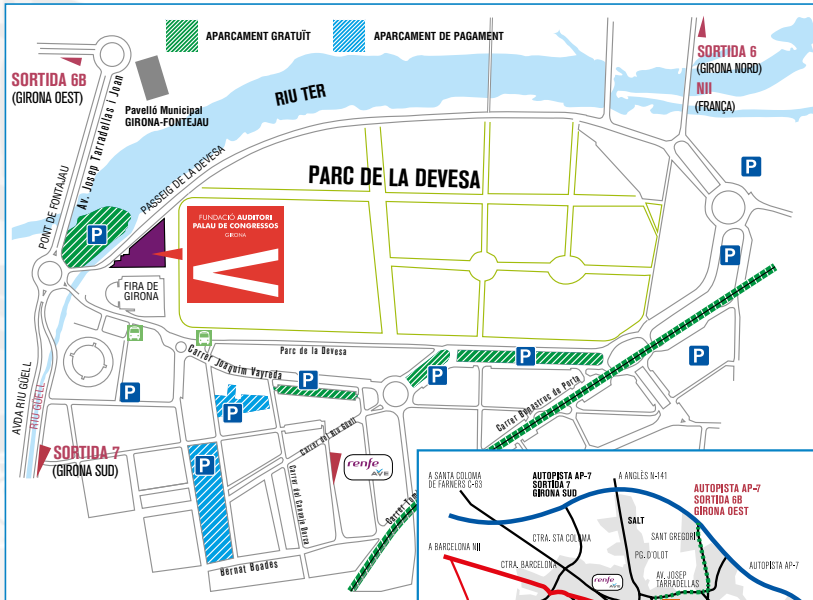 APARCAMENT GRATUÏT
APARCAMENT DE PAGAMENT
SORTIDA 6B
(GIRONA OEST)
Pavelló Municipal
GIRONA-FONTEJAU
RIU TER
SORTIDA 6
(GIRONA NORD)
NII
(FRANÇA)
Av. Josep Tarradellas i Joan
PONT DE FONTAJAU
PASSEIG DE LA DEVESA
PARC DE LA DEVESA
P
P
P
FUNDACIÓ AUDITORI
PALAU DE CONGRESSOS
GIRONA
FIRA DE
GIRONA
Parc de la Devesa
Carrer Joaquim Vayreda
P
P
P
P
P
P
P
ANDA RIU GÜELL
RIU GÜELL
Carrer Bonastruc de Porta
Carrer del Riu Güell
SORTIDA 7
(GIRONA SUD)
renfe
AVE
Bernat Boades
A SANTA COLOMA
DE FARNERS C-63
AUTOPISTA AP-7
SORTIDA 7
GIRONA SUD
A ANGLÈS N-141
AUTOPISTA AP-7
SORTIDA 6B
GIRONA OEST
SALT
SANT GREGORI
CTRA. STA COLOMA
A BARCELONA NII
PG. D'OLOT
CTRA. BARCELONA
AUTOPISTA AP-7
AV. JOSEP
TARRADELLAS
renfe